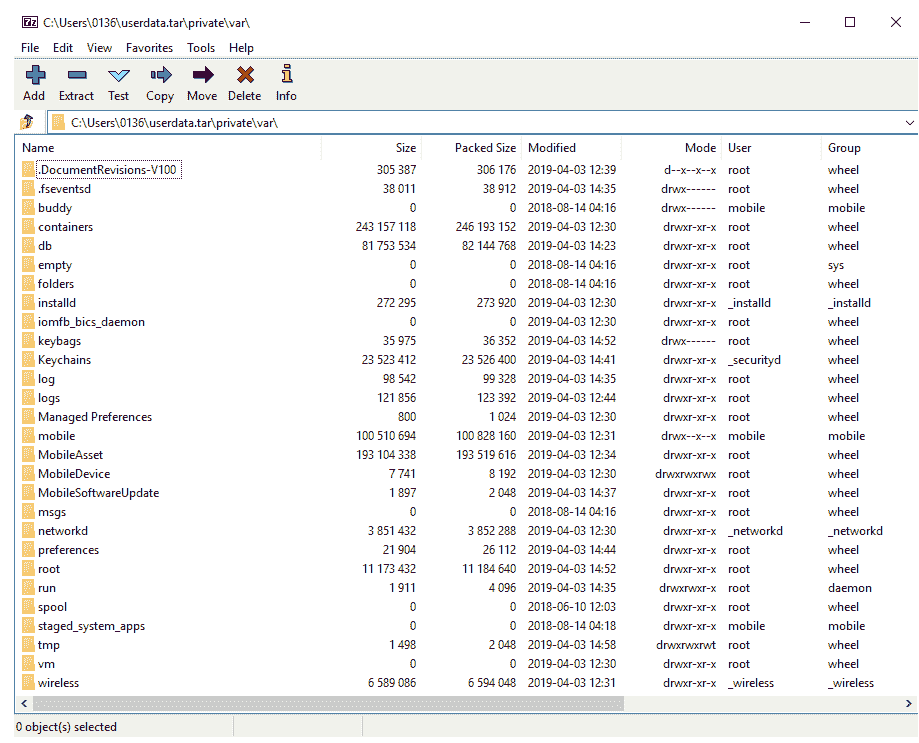 C:\Users\0136\userdata.tar\private\var\
File Edit View Favorites Tools Help
Add Extract Test Copy Move Delete Info
C:\Users\0136\userdata.tar\private\var\
Name Size Packed Size Modified Mode User Group
.DocumentRevisions-V100 305 387 306 176 2019-04-03 12:39 d--x--x--x root wheel
.fseventsd 38 011 38 912 2019-04-03 14:35 drwx------ root wheel
buddy 0 0 2018-08-14 04:16 drwx------ mobile mobile
containers 243 157 118 246 193 152 2019-04-03 12:30 drwxr-xr-x root wheel
db 81 753 534 82 144 768 2019-04-03 14:23 drwxr-xr-x root wheel
empty 0 0 2018-08-14 04:16 drwxr-xr-x root sys
folders 0 0 2018-08-14 04:16 drwxr-xr-x root wheel
installd 272 295 273 920 2019-04-03 12:30 drwxr-xr-x _installd _installd
iomfb_bics_daemon 0 0 2019-04-03 12:30 drwxr-xr-x root wheel
keybags 35 975 36 352 2019-04-03 14:52 drwx------ root wheel
Keychains 23 523 412 23 526 400 2019-04-03 14:41 drwxr-xr-x _securityd wheel
log 98 542 99 328 2019-04-03 14:35 drwxr-xr-x root wheel
logs 121 856 123 392 2019-04-03 12:44 drwxr-xr-x root wheel
Managed Preferences 800 1 024 2019-04-03 12:30 drwxr-xr-x root wheel
mobile 100 510 694 100 828 160 2019-04-03 12:31 drwx--x--x mobile mobile
MobileAsset 193 104 338 193 519 616 2019-04-03 12:34 drwxr-xr-x root wheel
MobileDevice 7 741 8 192 2019-04-03 12:30 drwxrwxrwx root wheel
MobileSoftwareUpdate 1 897 2 048 2019-04-03 14:37 drwxr-xr-x root wheel
msgs 0 0 2018-08-14 04:16 drwxr-xr-x root wheel
networkd 3 851 432 3 852 288 2019-04-03 12:30 drwxr-xr-x _networkd _networkd
preferences 21 904 26 112 2019-04-03 14:44 drwxr-xr-x root wheel
root 11 173 432 11 184 640 2019-04-03 14:52 drwxr-xr-x root wheel
run 1 911 4 096 2019-04-03 14:35 drwxrwxr-x root daemon
spool 0 0 2018-06-10 12:03 drwxr-xr-x root wheel
staged_system_apps 0 0 2018-08-14 04:18 drwxr-xr-x mobile mobile
tmp 1 498 2 048 2019-04-03 14:58 drwxrwxrwt root wheel
vm 0 0 2019-04-03 12:30 drwxr-xr-x root wheel
wireless 6 589 086 6 594 048 2019-04-03 12:31 drwxr-xr-x _wireless _wireless
0 object(s) selected